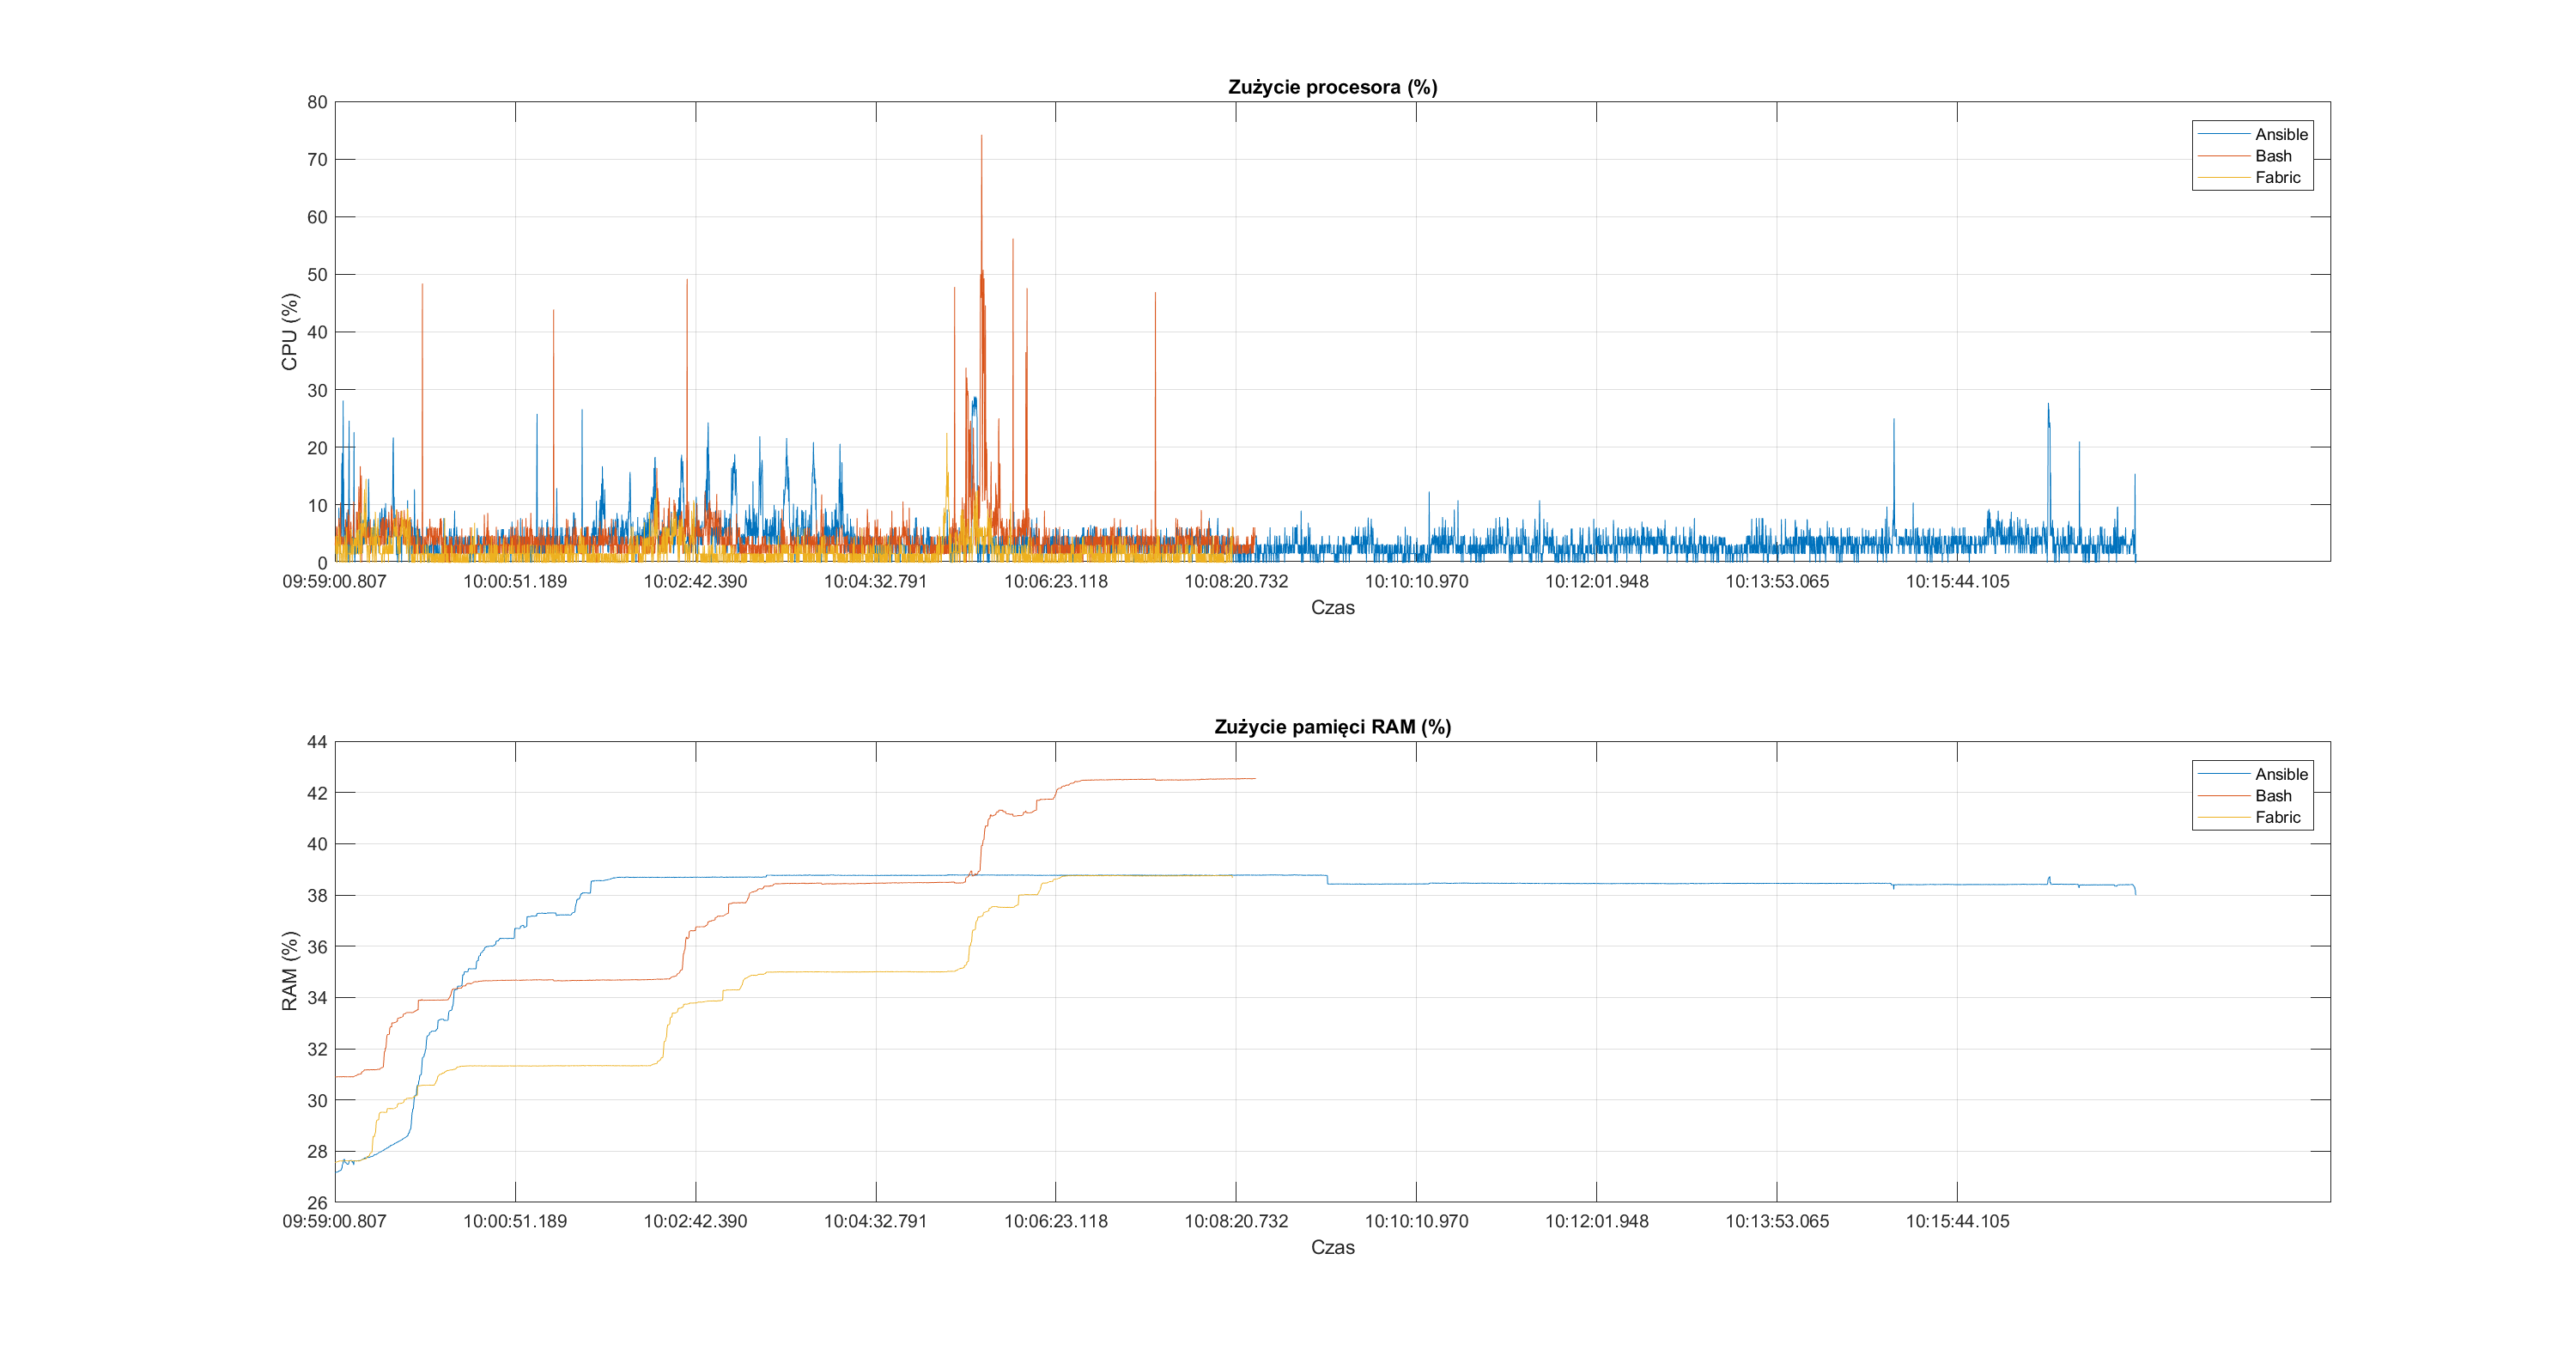 Zużycie procesora (%)
80
70
60
50
40
30
20
10
0
CPU (%)
Ansible
Bash
Fabric
09:59:00.807 10:00:51.189 10:02:42.390 10:04:32.791 10:06:23.118 10:08:20.732 10:10:10.970 10:12:01.948 10:13:53.065 10:15:44.105
Czas
Zużycie pamięci RAM (%)
44
42
40
38
36
34
32
30
28
26
RAM (%)
Ansible
Bash
Fabric
09:59:00.807 10:00:51.189 10:02:42.390 10:04:32.791 10:06:23.118 10:08:20.732 10:10:10.970 10:12:01.948 10:13:53.065 10:15:44.105
Czas